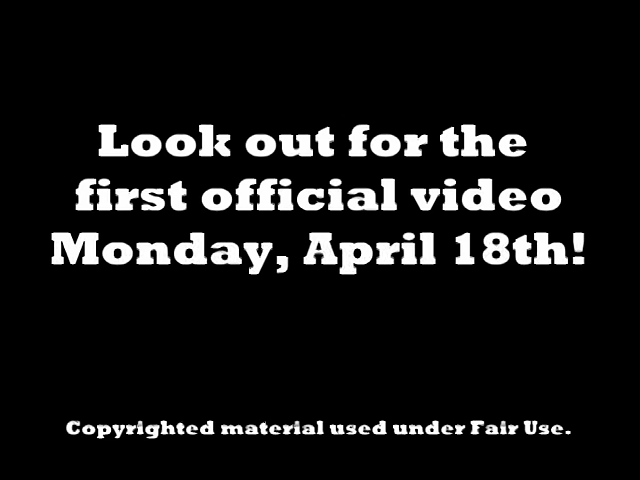 Look out for the
first official video
Monday, April 18th!
Copyrighted material used under Fair Use.